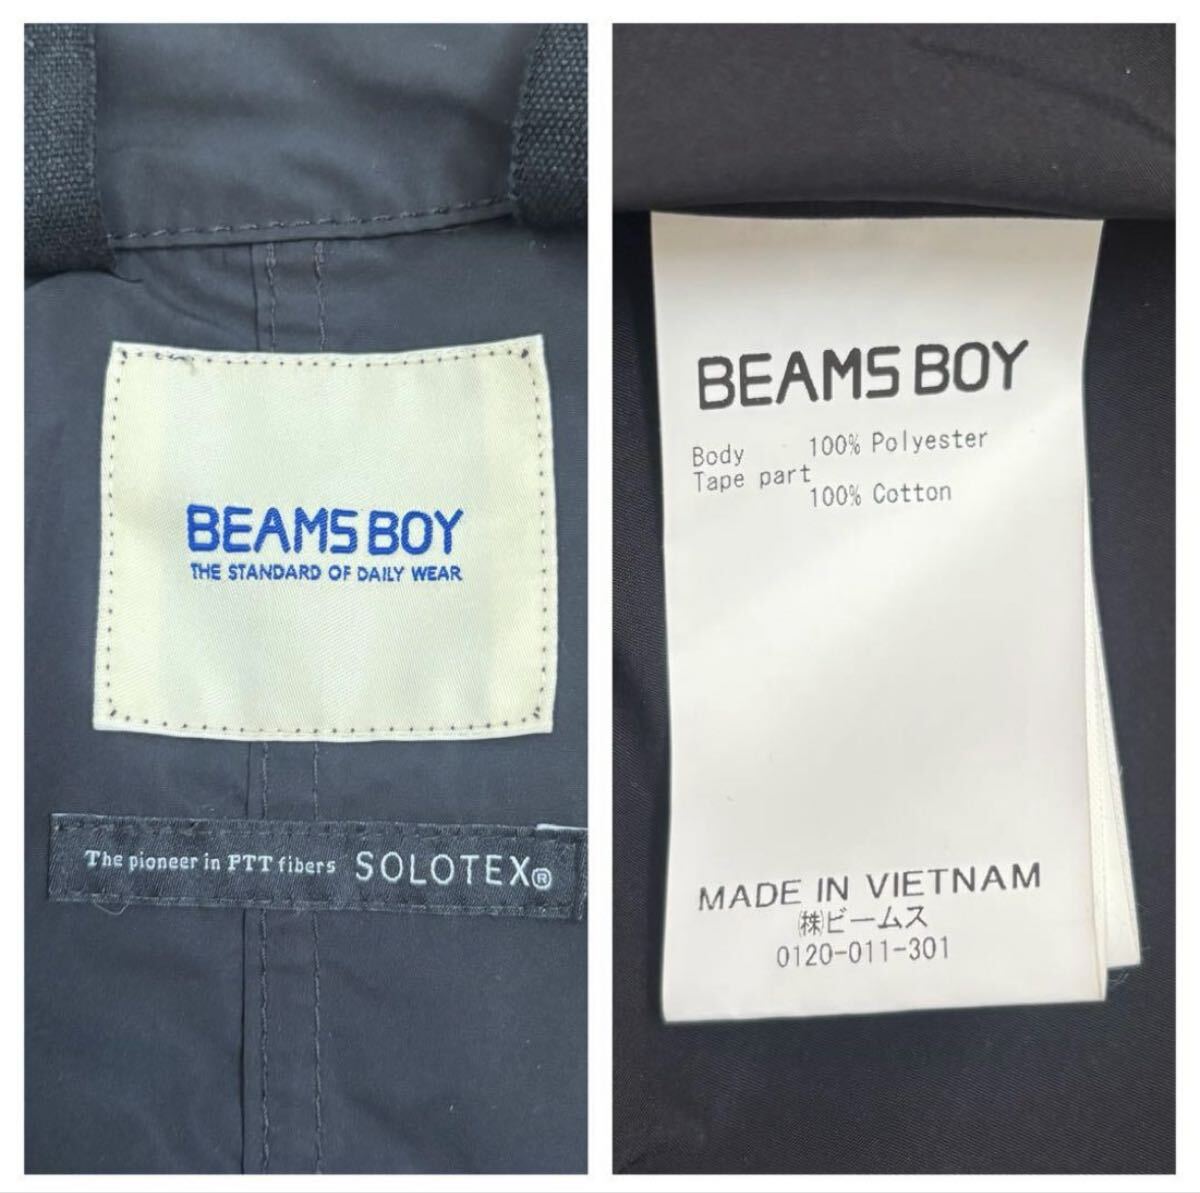 BEAMS BOY
THE STANDARD OF DAILY WEAR
The pioneer in PTT fibers SOLOTEX®
BEAMS BOY
Body 100% Polyester
Tape part
100% Cotton
MADE IN VIETNAM
㈱ビームス
0120-011-301